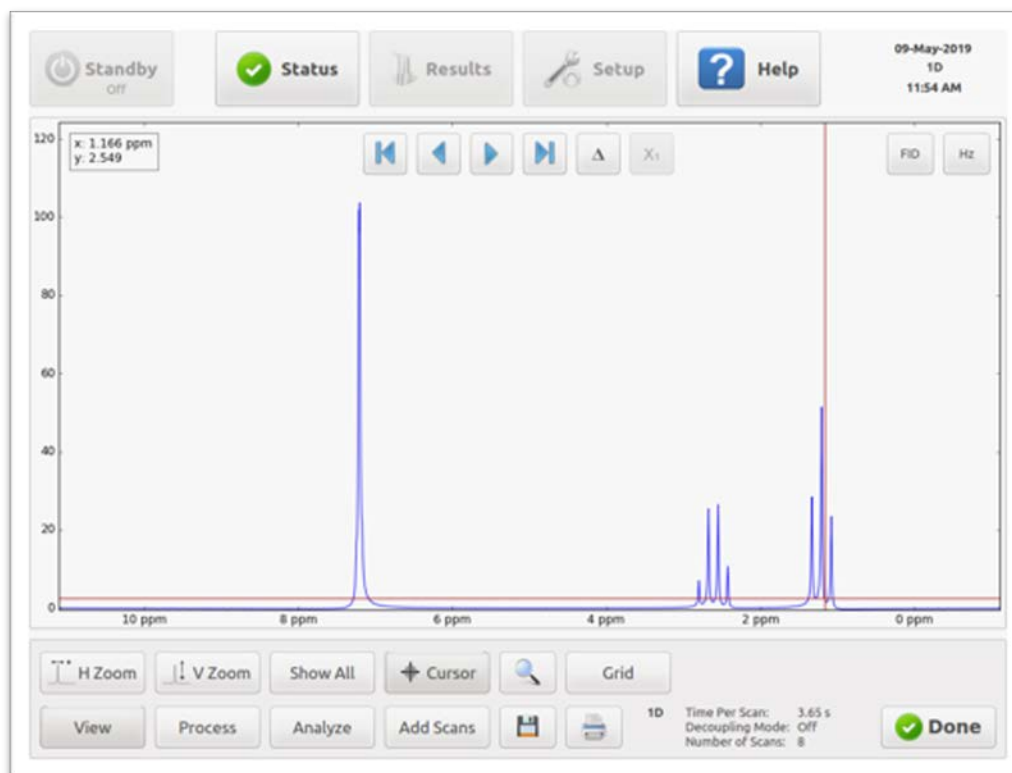 Standby
Off
Status
Results
Setup
? Help
09-May-2019
1D
11:54 AM
x: 1.166 ppm
y: 2.549
Δ
X₁
FID
Hz
120
100
80
60
40
20
0
10 ppm
8 ppm
6 ppm
4 ppm
2 ppm
0 ppm
H Zoom
V Zoom
Show All
Cursor
Grid
View
Process
Analyze
Add Scans
1D
Time Per Scan: 3.65 s
Decoupling Mode: Off
Number of Scans: 8
Done